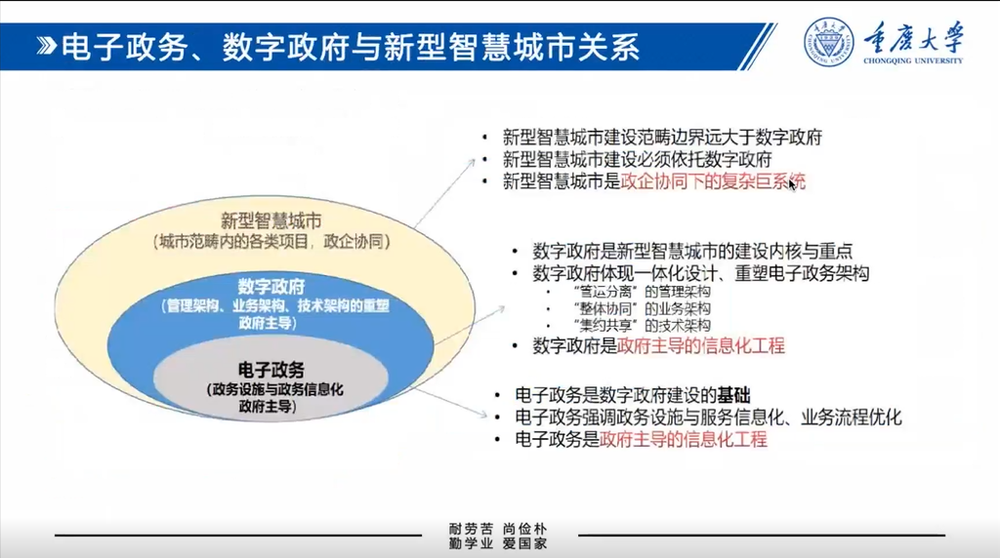 电子政务、数字政府与新型智慧城市关系
重庆大学
CHONGQING UNIVERSITY
• 新型智慧城市建设范畴边界远大于数字政府
• 新型智慧城市建设必须依托数字政府
• 新型智慧城市是政企协同下的复杂巨系统
新型智慧城市
（城市范畴内的各类项目，政企协同）
数字政府
（管理架构、业务架构、技术架构的重塑
政府主导）
电子政务
（政务设施与政务信息化
政府主导）
• 数字政府是新型智慧城市的建设内核与重点
• 数字政府体现一体化设计、重塑电子政务架构
• “管运分离”的管理架构
• “整体协同”的业务架构
• “集约共享”的技术架构
• 数字政府是政府主导的信息化工程
• 电子政务是数字政府建设的基础
• 电子政务强调政务设施与服务信息化、业务流程优化
• 电子政务是政府主导的信息化工程
耐劳苦 尚俭朴
勤学业 爱国家